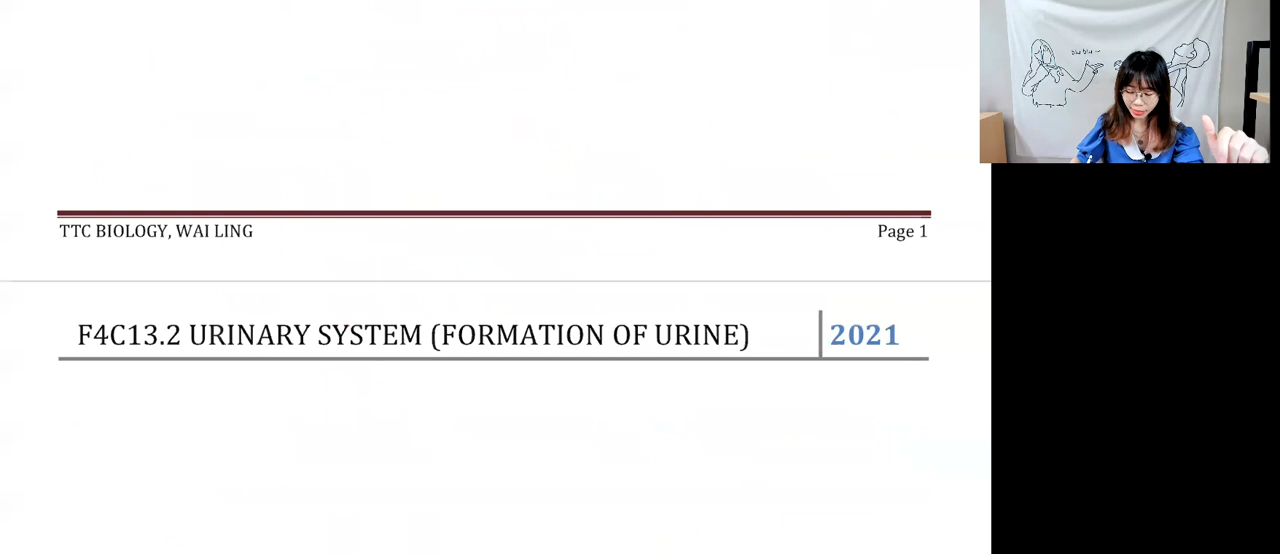 TTC BIOLOGY, WAI LING
Page 1
F4C13.2 URINARY SYSTEM (FORMATION OF URINE)
2021